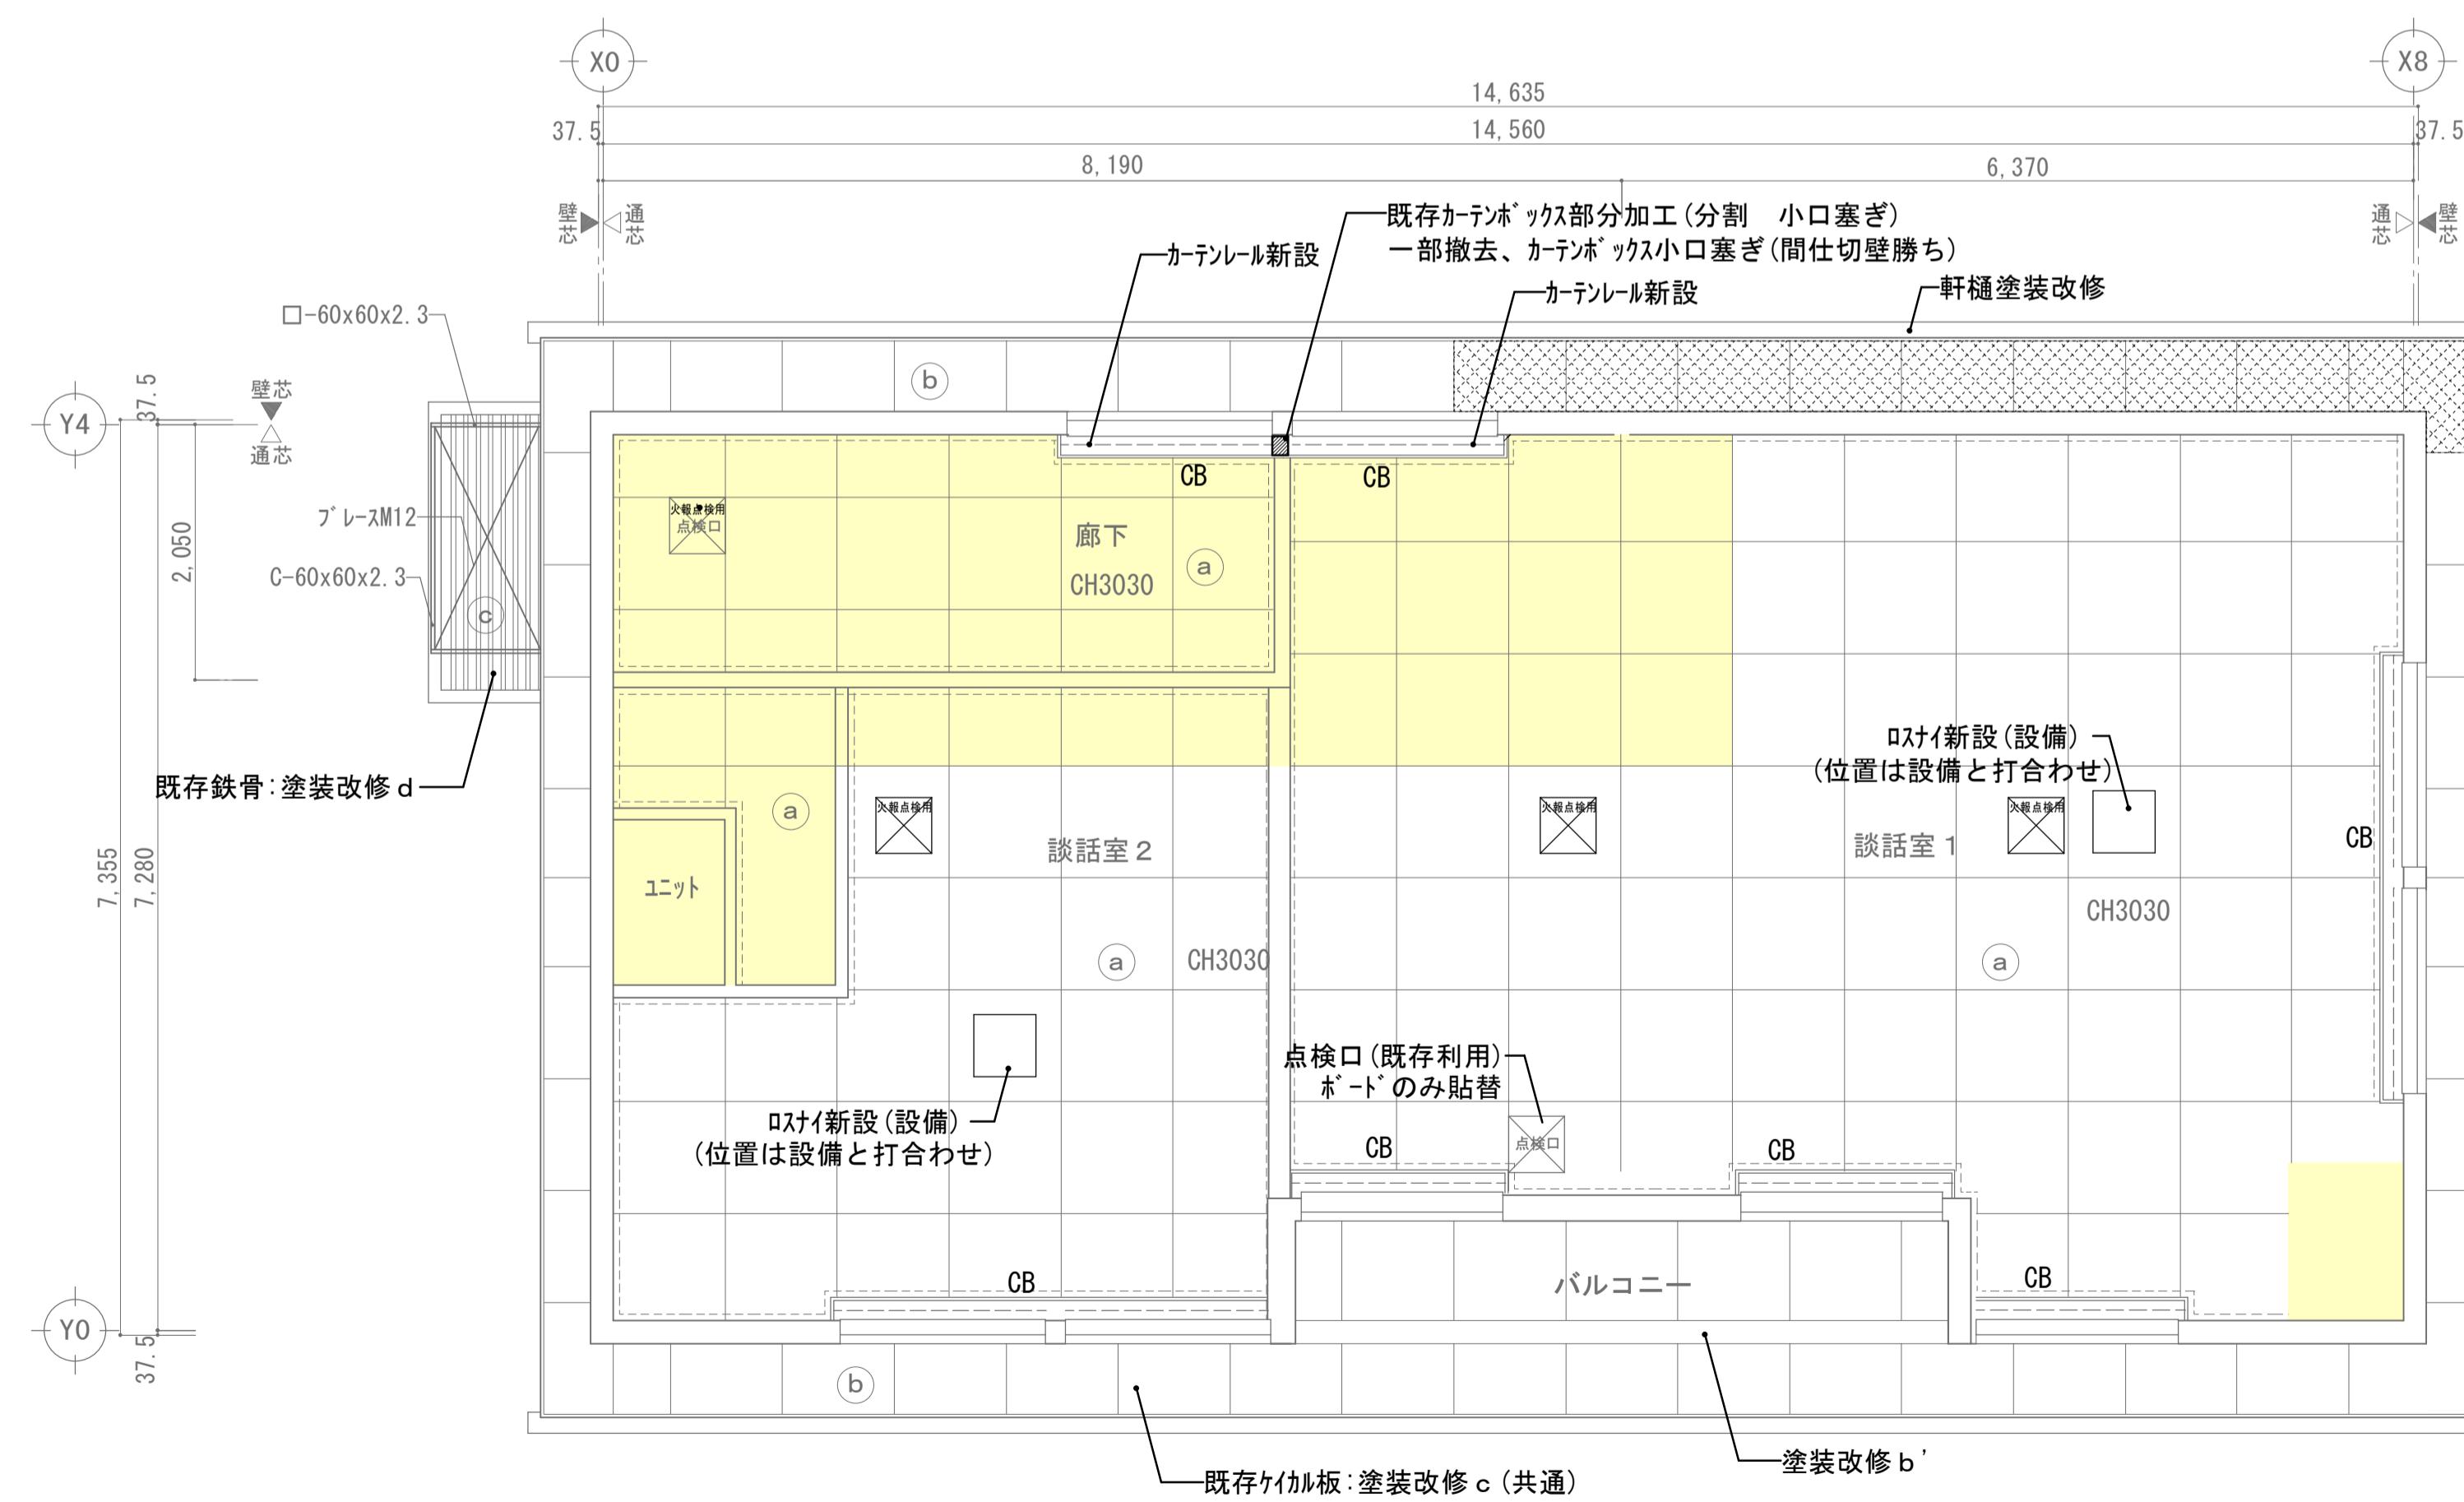 X0
X8
14,635
37.5
14,560
37.5
8,190
6,370
壁芯
通芯
通芯
壁芯
既存ｶｰﾃﾝﾎﾞｯｸｽ部分加工(分割　小口塞ぎ)
一部撤去、ｶｰﾃﾝﾎﾞｯｸｽ小口塞ぎ(間仕切壁勝ち)
ｶｰﾃﾝﾚｰﾙ新設
ｶｰﾃﾝﾚｰﾙ新設
軒樋塗装改修
□-60x60x2.3
b
37.5
壁芯
Y4
通芯
CB
CB
火報点検用
点検口
ﾌﾞﾚｰｽM12
2,050
廊下
a
CH3030
C-60x60x2.3
c
既存鉄骨:塗装改修ｄ
ﾛｽﾅｲ新設(設備)
(位置は設備と打合わせ)
a
火報点検用
火報点検用
火報点検用
談話室２
談話室１
CB
7,355
7,280
ﾕﾆｯﾄ
CH3030
a
CH3030
a
点検口(既存利用)
ﾎﾞｰﾄﾞのみ貼替
ﾛｽﾅｲ新設(設備)
(位置は設備と打合わせ)
点検口
CB
CB
CB
バルコニー
CB
Y0
37.5
b
塗装改修ｂ'
既存ｹｲｶﾙ板:塗装改修ｃ(共通)